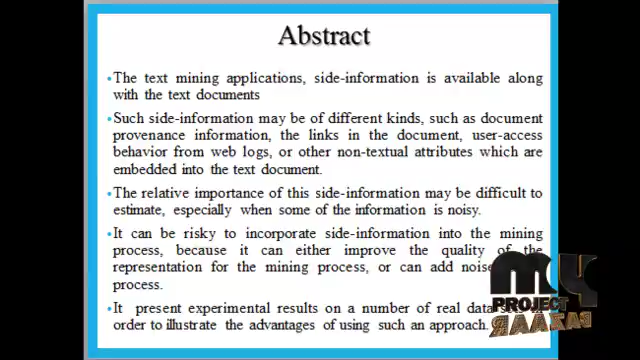 Abstract
•The text mining applications, side-information is available along
with the text documents
•Such side-information may be of different kinds, such as document
provenance information, the links in the document, user-access
behavior from web logs, or other non-textual attributes which are
embedded into the text document.
•The relative importance of this side-information may be difficult to
estimate, especially when some of the information is noisy.
•It can be risky to incorporate side-information into the mining
process, because it can either improve the quality of the
representation for the mining process, or can add noise
process.
•It present experimental results on a number of real data
order to illustrate the advantages of using such an approach.
my
PROJECT
BAZAAR